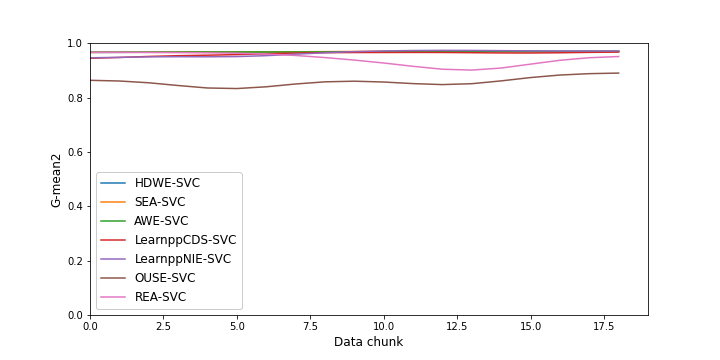 1.0
0.8
0.6
0.4
0.2
0.0
G-mean2
HDWE-SVC
SEA-SVC
AWE-SVC
LearnppCDS-SVC
LearnppNIE-SVC
OUSE-SVC
REA-SVC
0.0 2.5 5.0 7.5 10.0 12.5 15.0 17.5
Data chunk